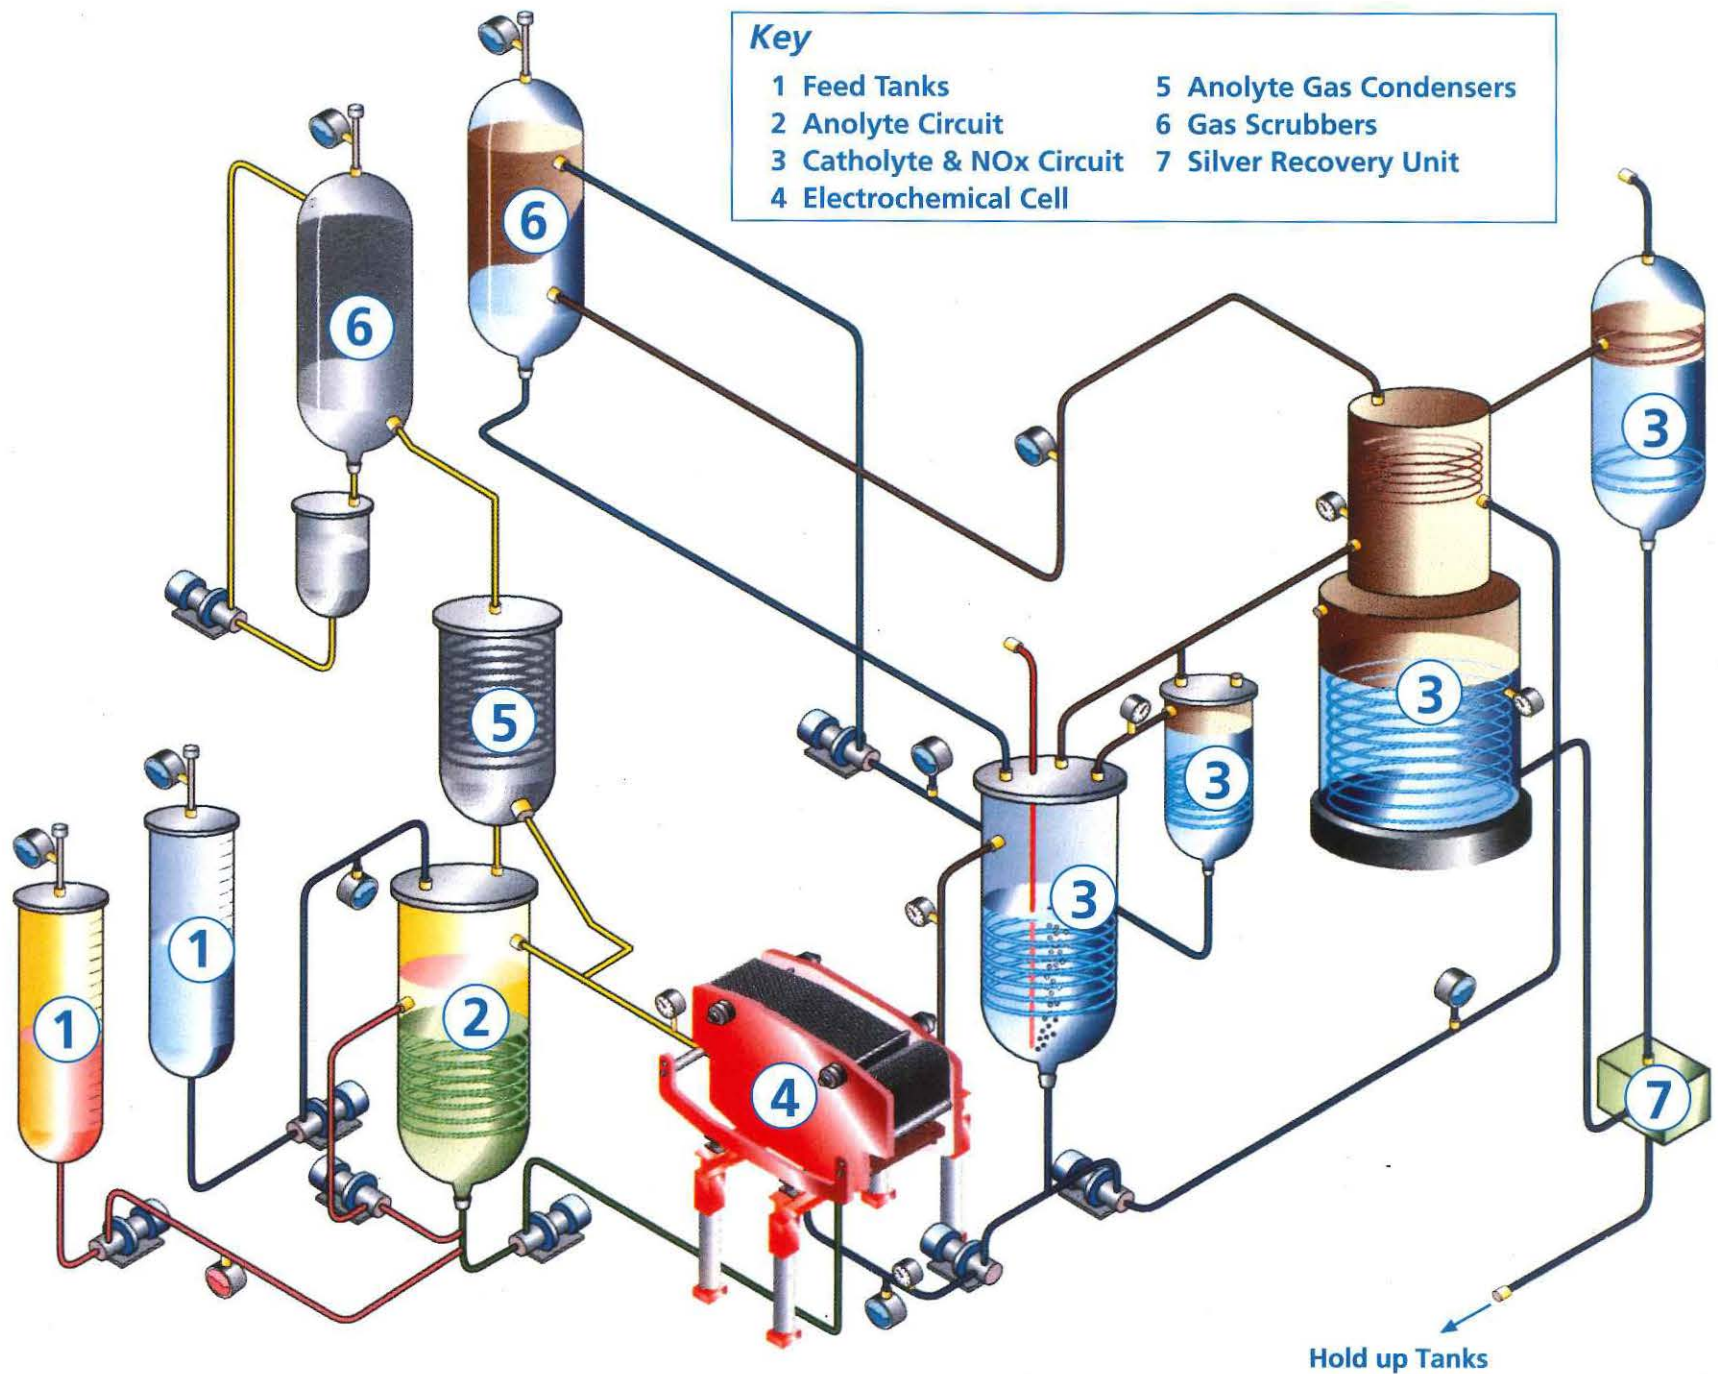 Key
1 Feed Tanks
2 Anolyte Circuit
3 Catholyte & NOx Circuit
4 Electrochemical Cell
5 Anolyte Gas Condensers
6 Gas Scrubbers
7 Silver Recovery Unit
6
6
3
5
3
3
1
3
1
2
4
7
Hold up Tanks